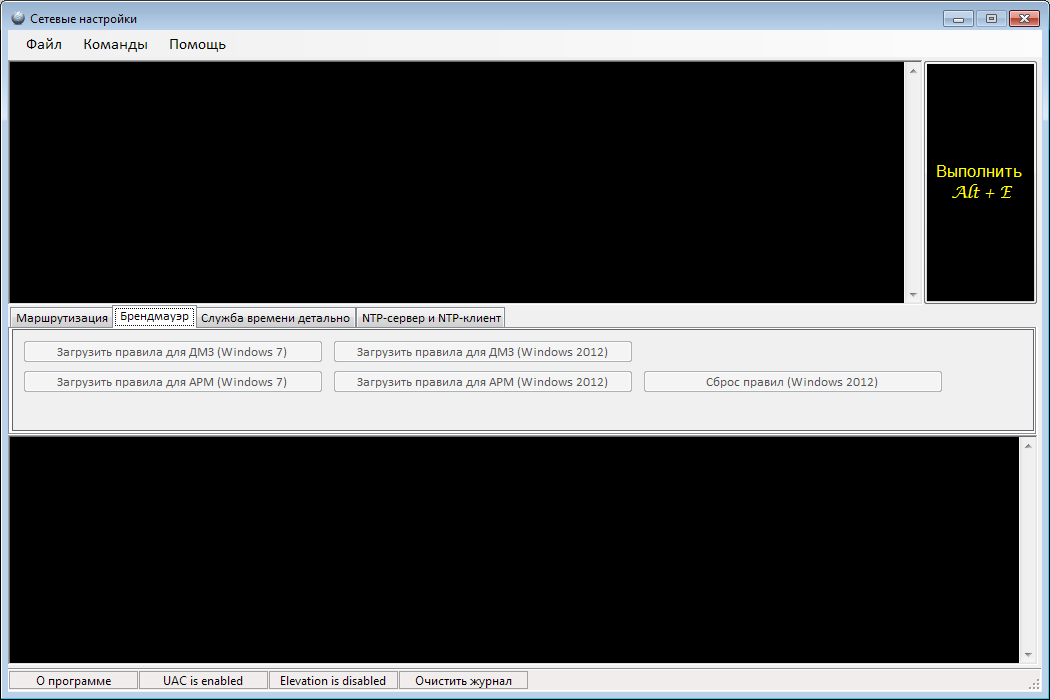 Сетевые настройки
Файл Команды Помощь
Выполнить
Alt + E
Маршрутизация Брендмауэр Служба времени детально NTP-сервер и NTP-клиент
Загрузить правила для ДМЗ (Windows 7) Загрузить правила для ДМЗ (Windows 2012)
Загрузить правила для АРМ (Windows 7) Загрузить правила для АРМ (Windows 2012) Сброс правил (Windows 2012)
О программе UAC is enabled Elevation is disabled Очистить журнал